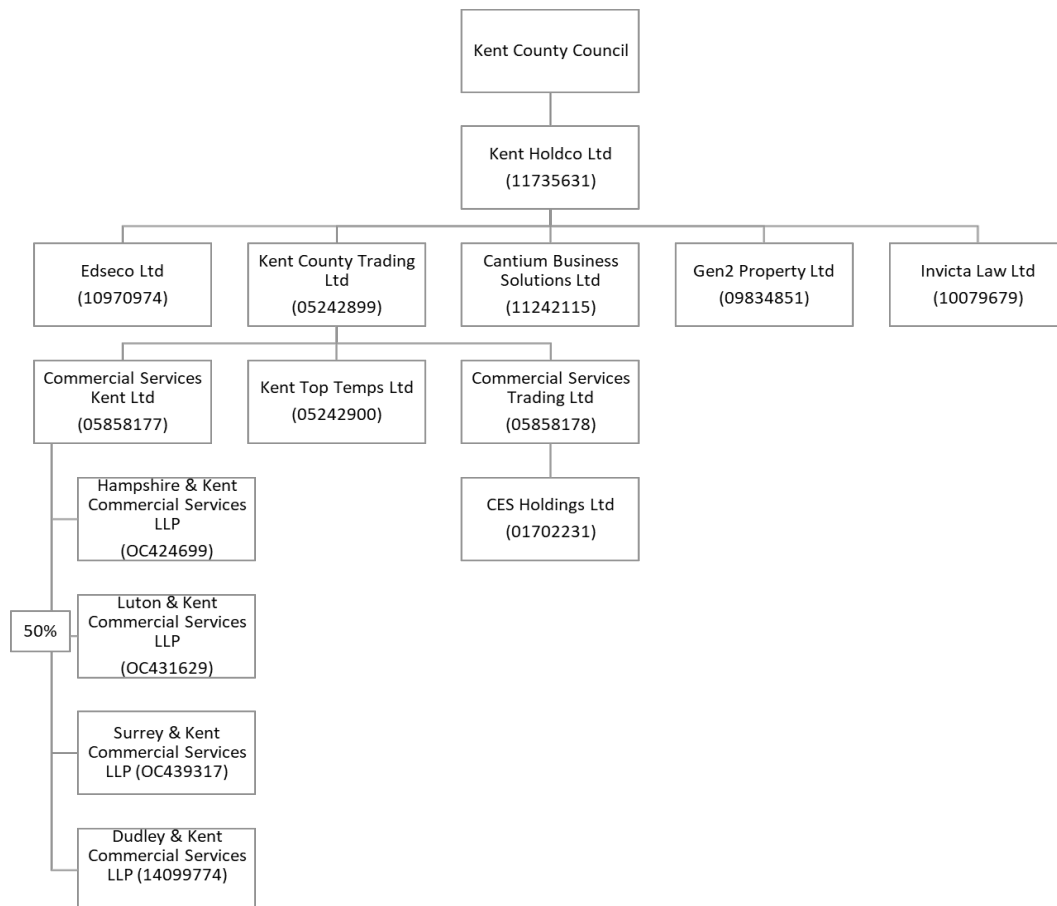 Kent County Council
Kent Holdco Ltd
(11735631)
Edseco Ltd
(10970974)
Kent County Trading
Ltd
(05242899)
Cantium Business
Solutions Ltd
(11242115)
Gen2 Property Ltd
(09834851)
Invicta Law Ltd
(10079679)
Commercial Services
Kent Ltd
(05858177)
Kent Top Temps Ltd
(05242900)
Commercial Services
Trading Ltd
(05858178)
Hampshire & Kent
Commercial Services
LLP
(OC424699)
CES Holdings Ltd
(01702231)
50%
Luton & Kent
Commercial Services
LLP
(OC431629)
Surrey & Kent
Commercial Services
LLP (OC439317)
Dudley & Kent
Commercial Services
LLP (14099774)